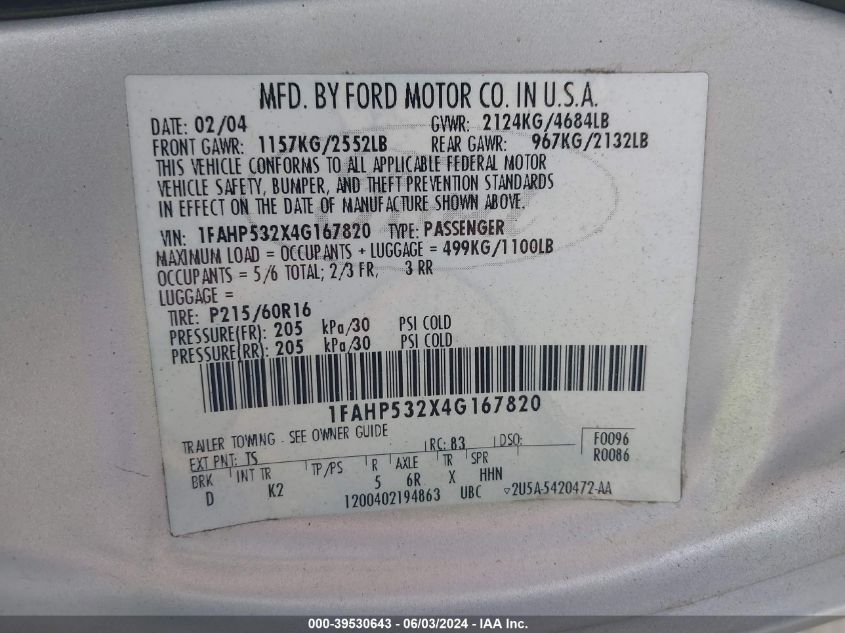 MFD. BY FORD MOTOR CO. IN U.S.A.
DATE: 02/04 GVWR: 2124KG/4684LB
FRONT GAWR: 1157KG/2552LB REAR GAWR: 967KG/2132LB
THIS VEHICLE CONFORMS TO ALL APPLICABLE FEDERAL MOTOR
VEHICLE SAFETY, BUMPER, AND THEFT PREVENTION STANDARDS
IN EFFECT ON THE DATE OF MANUFACTURE SHOWN ABOVE.
VIN: 1FAHP532X4G167820 TYPE: PASSENGER
MAXIMUM LOAD = OCCUPANTS + LUGGAGE = 499KG/1100LB
OCCUPANTS = 5/6 TOTAL; 2/3 FR, 3 RR
LUGGAGE =
TIRE: P215/60R16
PRESSURE(FR): 205 kPa/30 PSI COLD
PRESSURE(RR): 205 kPa/30 PSI COLD
1FAHP532X4G167820
TRAILER TOWING - SEE OWNER GUIDE
EXT PNT: TS RC: 83 DSO: F0096
R0086
BRK INT TR TP/PS R AXLE TR SPR
D K2 5 6R X HHN
1200402194863 UBC 2U5A-5420472-AA
000-39530643 - 06/03/2024 - IAA Inc.